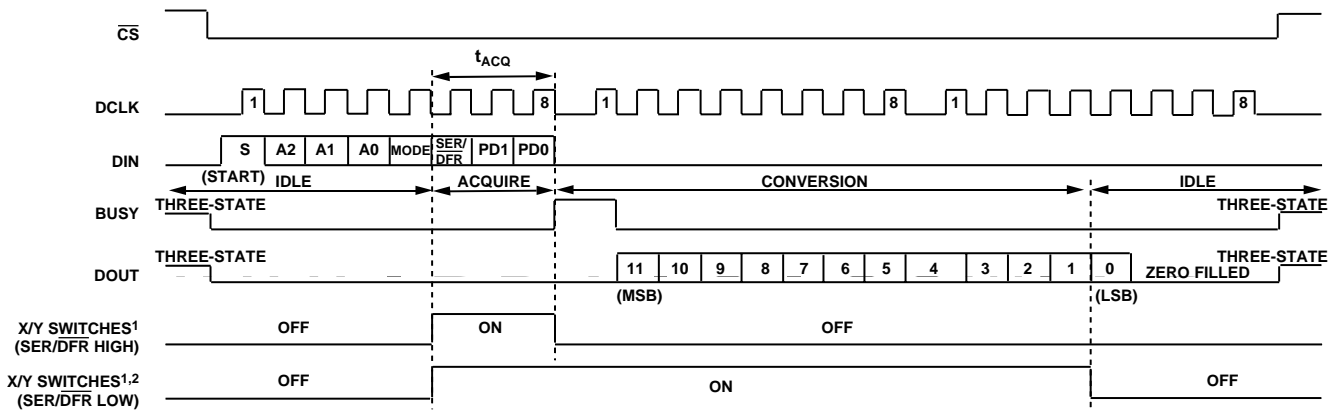 CS
tACQ
DCLK 1 8 1 8 1 8
DIN S A2 A1 A0 MODE SER/DFR PD1 PD0
(START) IDLE ACQUIRE CONVERSION IDLE
BUSY THREE-STATE THREE-STATE
DOUT THREE-STATE 11 10 9 8 7 6 5 4 3 2 1 0 ZERO FILLED THREE-STATE
(MSB) (LSB)
X/Y SWITCHES1 OFF ON OFF
(SER/DFR HIGH)
X/Y SWITCHES1,2 OFF ON OFF
(SER/DFR LOW)